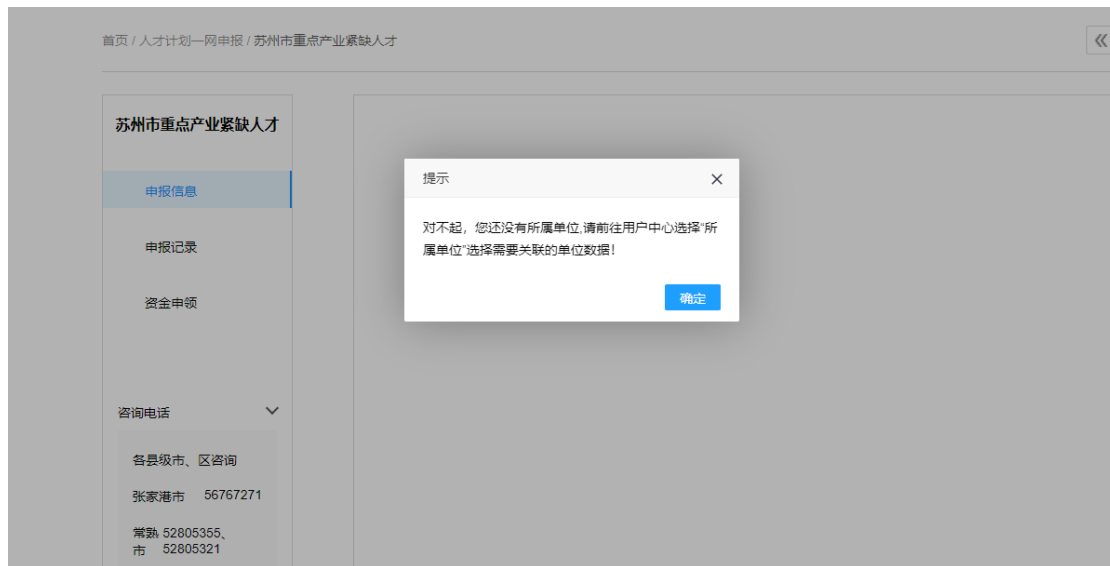 首页 / 人才计划一网申报 / 苏州市重点产业紧缺人才
苏州市重点产业紧缺人才
申报信息
申报记录
资金申领
咨询电话
各县级市、区咨询
张家港市 56767271
常熟 52805355、
市 52805321
提示
对不起，您还没有所属单位,请前往用户中心选择"所
属单位"选择需要关联的单位数据！
确定